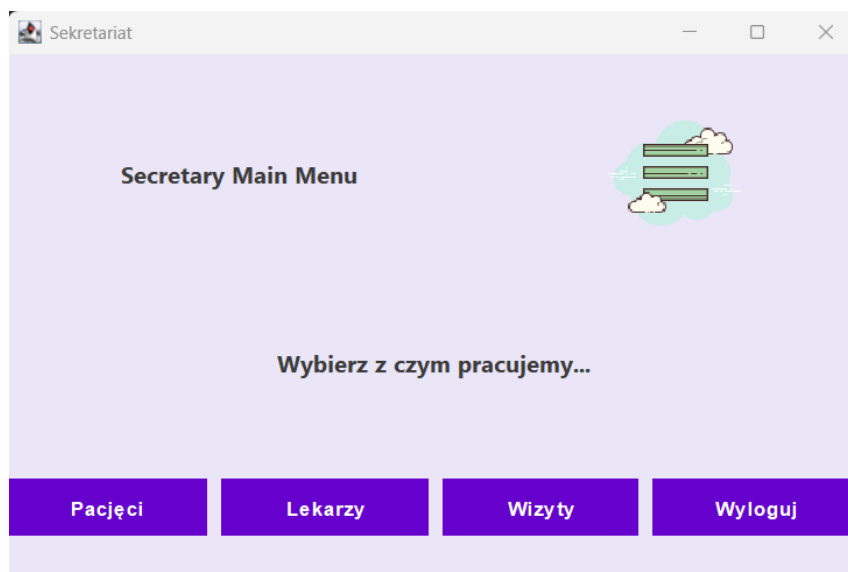 Sekretariat
Secretary Main Menu
Wybierz z czym pracujemy...
Pacjęci Lekarzy Wizyty Wyloguj